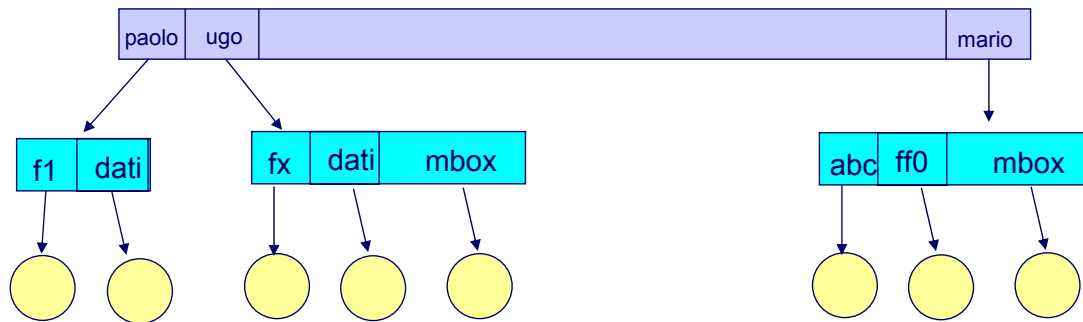 paolo ugo mario
f1 dati fx dati mbox abc ff0 mbox